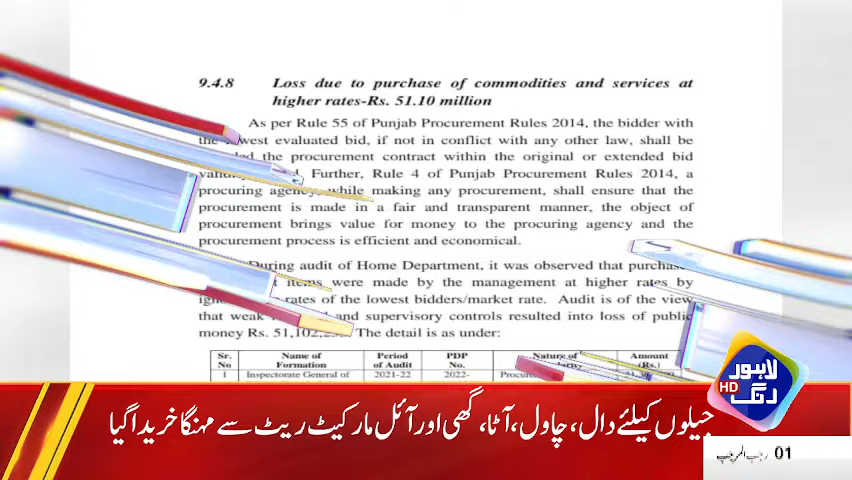 9.4.8 Loss due to purchase of commodities and services at
higher rates-Rs. 51.10 million
As per Rule 55 of Punjab Procurement Rules 2014, the bidder with
the lowest evaluated bid, if not in conflict with any other law, shall be
the procurement contract within the original or extended bid
Further, Rule 4 of Punjab Procurement Rules 2014, a
procuring agency, while making any procurement, shall ensure that the
procurement is made in a fair and transparent manner, the object of
procurement brings value for money to the procuring agency and the
procurement process is efficient and economical.
During audit of Home Department, it was observed that purchase
items were made by the management at higher rates by
rates of the lowest bidders/market rate. Audit is of the view
that weak and supervisory controls resulted into loss of public
money Rs. The detail is as under:
Sr. No Name of Formation Period of Audit PDP No. Nature of Amount (Rs.)
1 Inspectorate General of 2021-22 2022-
لاہور رنگ HD
جیلوں کیلئے دال، چاول، آٹا، گھی اور آئل مارکیٹ ریٹ سے مہنگا خریدا گیا
01 رجب المرجب